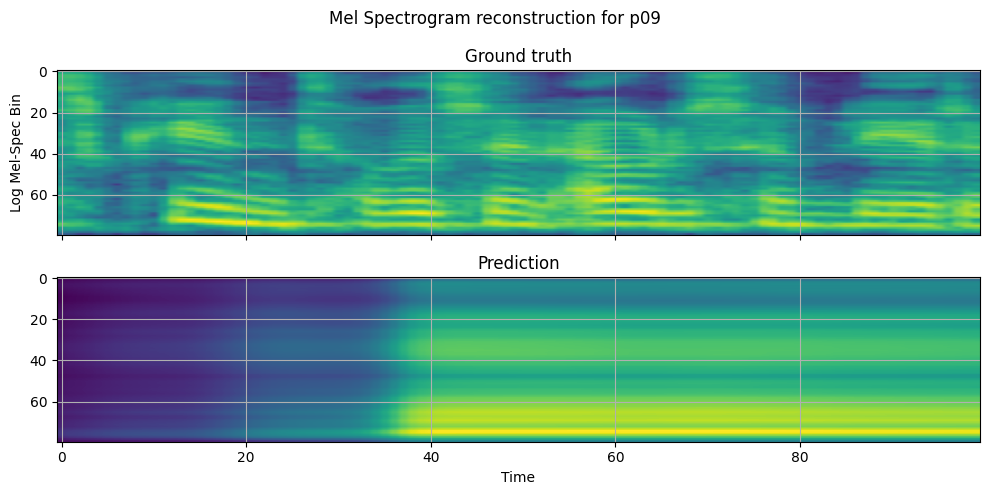 Mel Spectrogram reconstruction for p09
Ground truth
0
20
40
60
Log Mel-Spec Bin
Prediction
0
20
40
60
0 20 40 60 80
Time